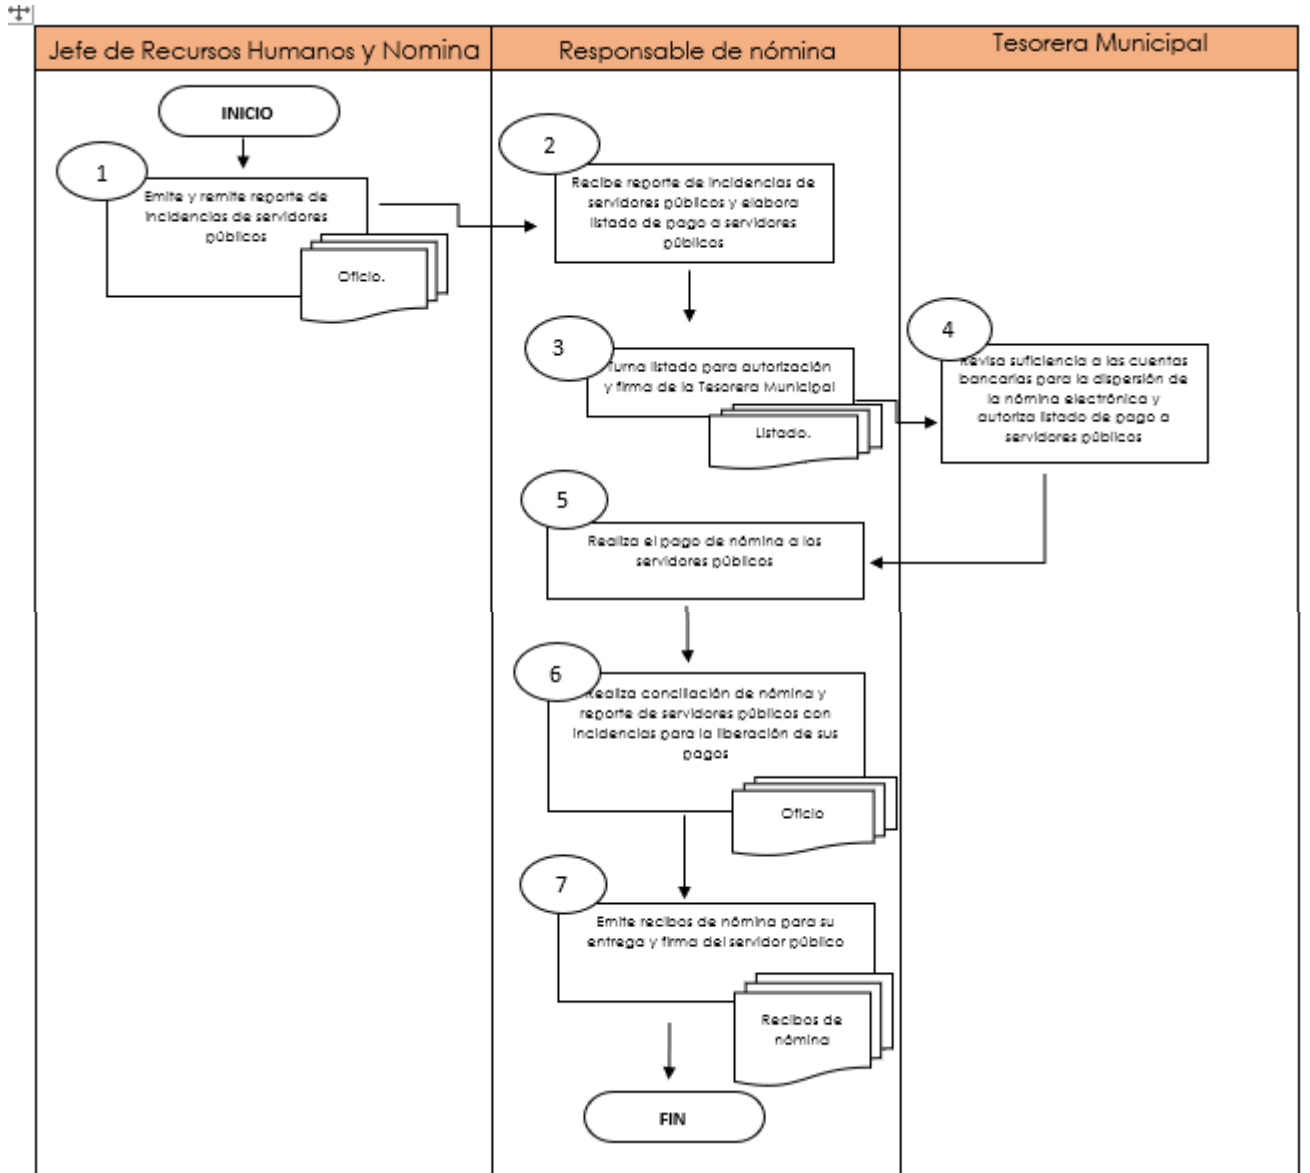 Jefe de Recursos Humanos y Nomina
Responsable de nómina
Tesorera Municipal
INICIO
1
Emite y remite reporte de
incidencias de servidores
públicos
Oficio.
2
Recibe reporte de incidencias de
servidores públicos y elabora
listado de pago a servidores
públicos
3
Turna listado para autorización
y firma de la Tesorera Municipal
Listado.
4
Revisa suficiencia a las cuentas
bancarias para la dispersión de
la nómina electrónica y
autoriza listado de pago a
servidores públicos
5
Realiza el pago de nómina a los
servidores públicos
6
Realiza conciliación de nómina y
reporte de servidores públicos con
incidencias para la liberación de sus
pagos
Oficio
7
Emite recibos de nómina para su
entrega y firma del servidor público
Recibos de
nómina
FIN